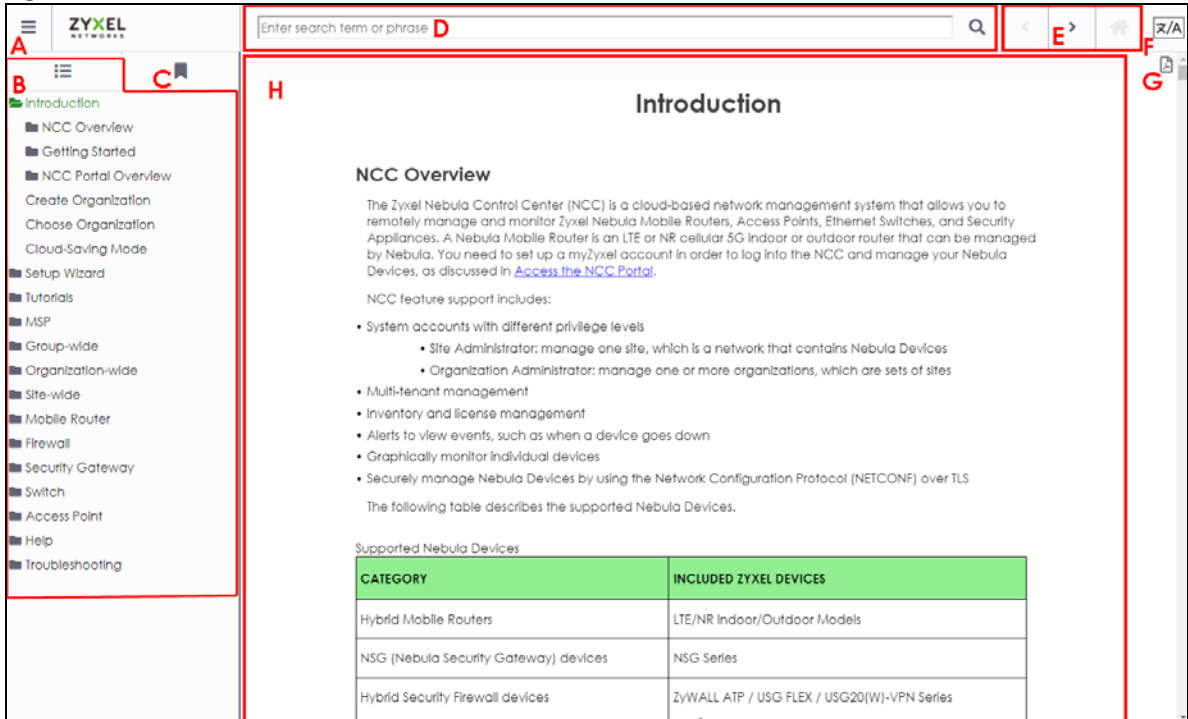 ZYXEL
NETWORKS
A
Enter search term or phrase D
E
文/A
F
B
C
G
H
Introduction
NCC Overview
Getting Started
NCC Portal Overview
Create Organization
Choose Organization
Cloud-Saving Mode
Setup Wizard
Tutorials
MSP
Group-wide
Organization-wide
Site-wide
Mobile Router
Firewall
Security Gateway
Switch
Access Point
Help
Troubleshooting
Introduction
NCC Overview
The Zyxel Nebula Control Center (NCC) is a cloud-based network management system that allows you to
remotely manage and monitor Zyxel Nebula Mobile Routers, Access Points, Ethernet Switches, and Security
Appliances. A Nebula Mobile Router is an LTE or NR cellular 5G indoor or outdoor router that can be managed
by Nebula. You need to set up a myZyxel account in order to log into the NCC and manage your Nebula
Devices, as discussed in Access the NCC Portal.
NCC feature support includes:
• System accounts with different privilege levels
• Site Administrator: manage one site, which is a network that contains Nebula Devices
• Organization Administrator: manage one or more organizations, which are sets of sites
• Multi-tenant management
• Inventory and license management
• Alerts to view events, such as when a device goes down
• Graphically monitor individual devices
• Securely manage Nebula Devices by using the Network Configuration Protocol (NETCONF) over TLS
The following table describes the supported Nebula Devices.
Supported Nebula Devices
CATEGORY INCLUDED ZYXEL DEVICES
Hybrid Mobile Routers LTE/NR Indoor/Outdoor Models
NSG (Nebula Security Gateway) devices NSG Series
Hybrid Security Firewall devices ZyWALL ATP / USG FLEX / USG20(W)-VPN Series